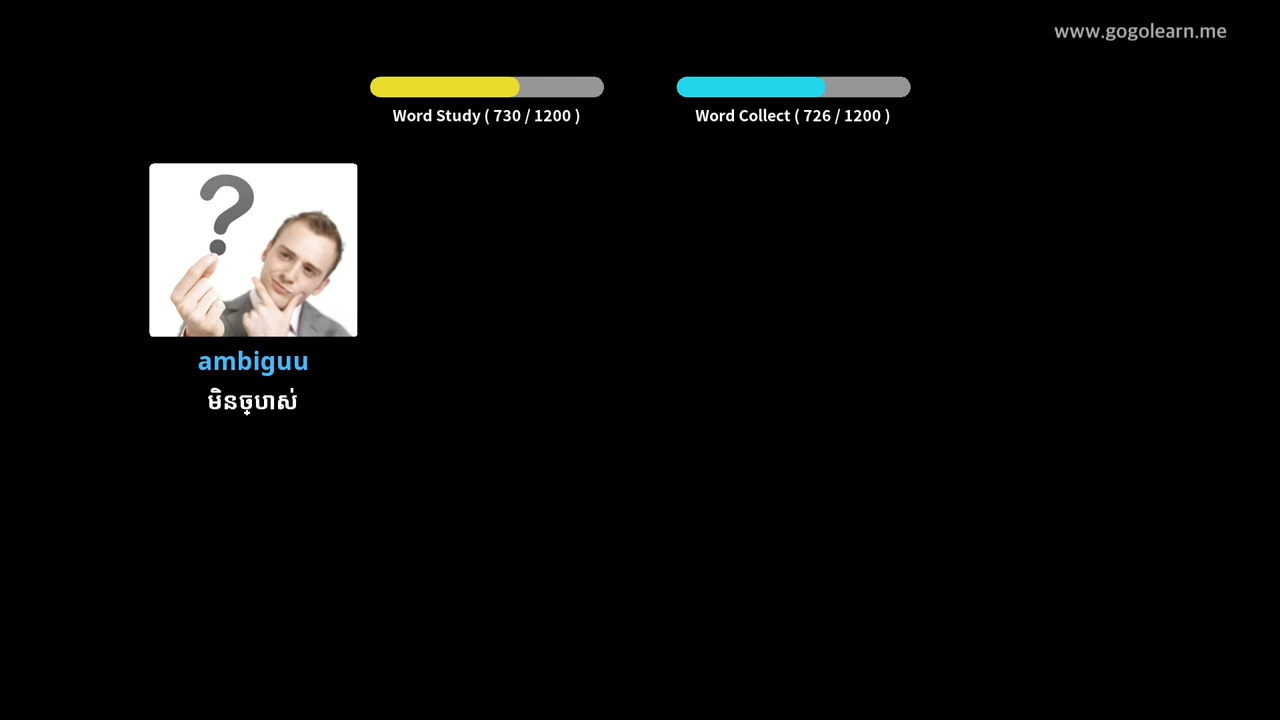 www.gogolearn.me
Word Study ( 730 / 1200 )
Word Collect ( 726 / 1200 )
ambiguu
មិនច្បាស់